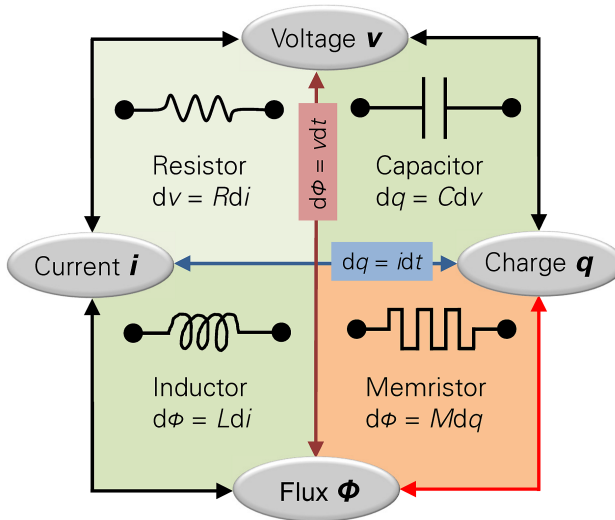 Voltage v
Resistor
dv = Rdi
dΦ = vdt
Capacitor
dq = Cdv
Current i
dq = idt
Charge q
Inductor
dΦ = Ldi
Memristor
dΦ = Mdq
Flux Φ